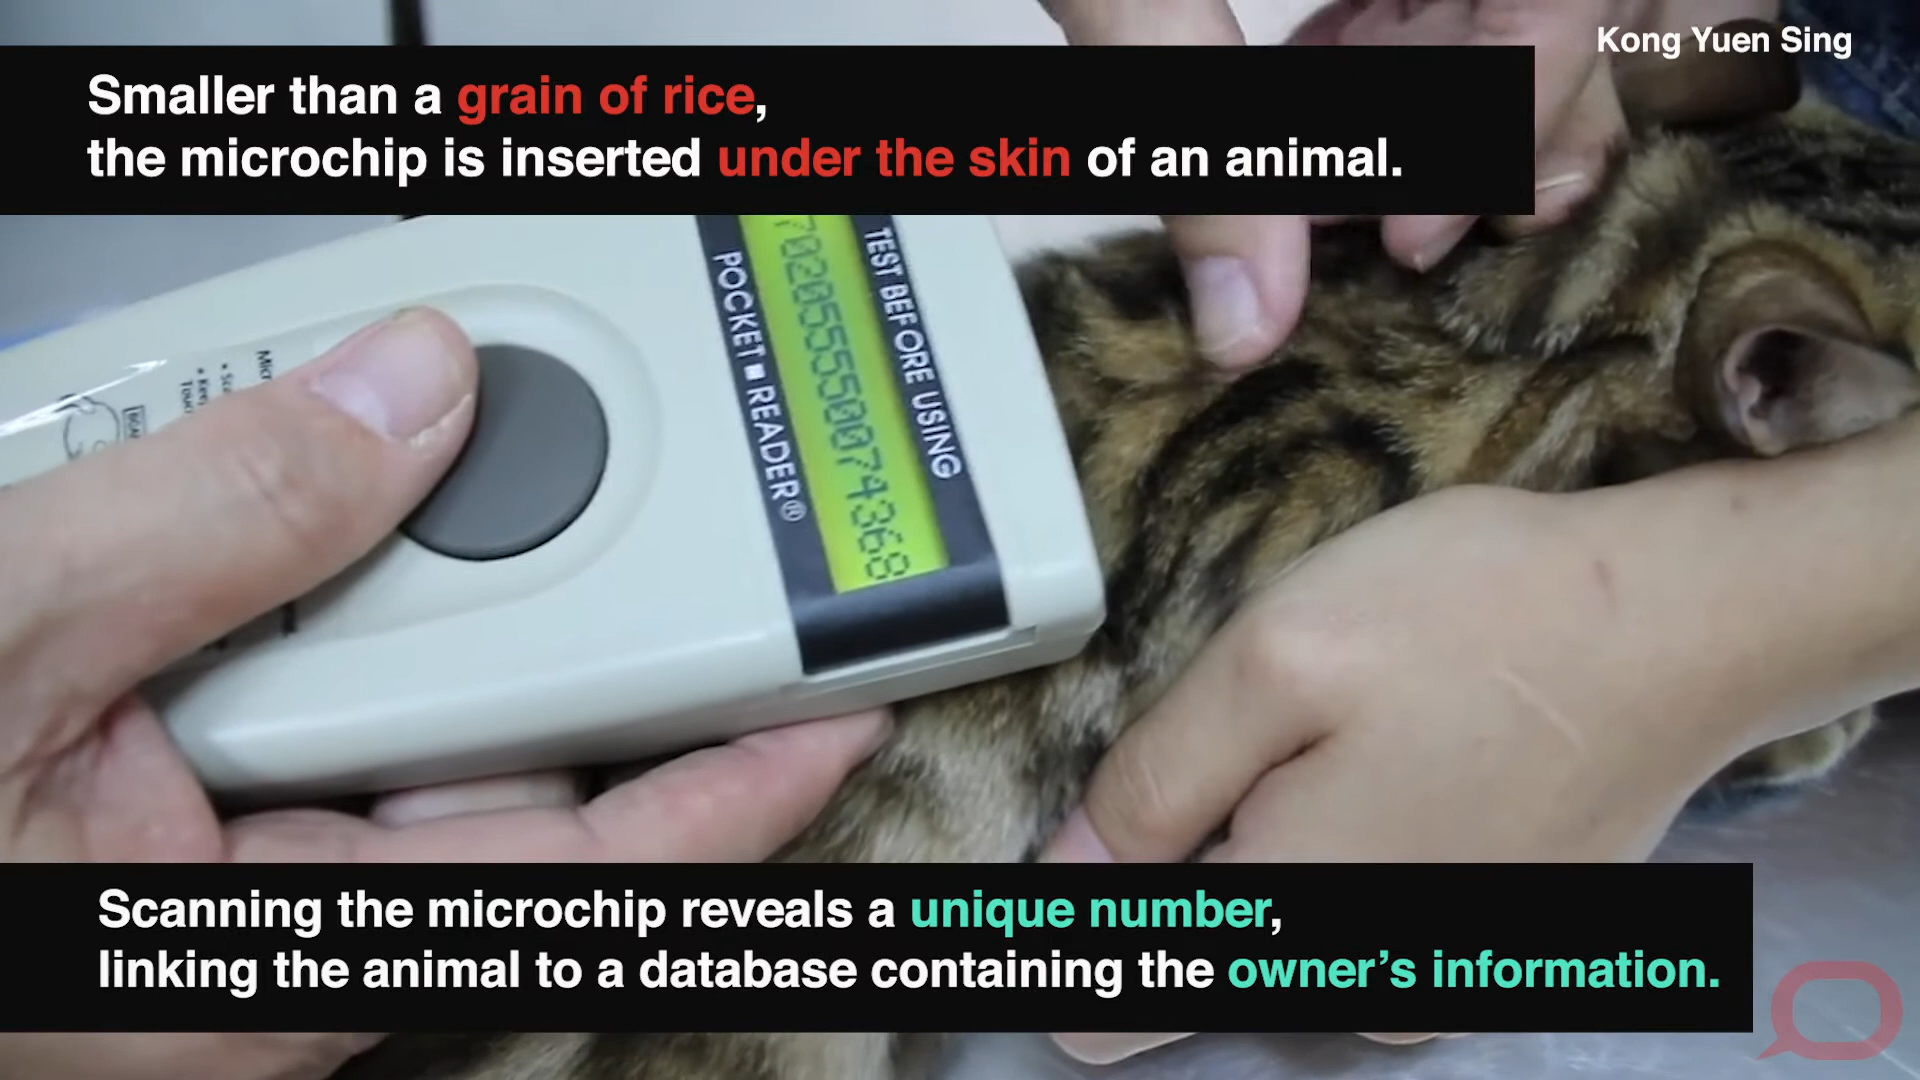 Kong Yuen Sing
Smaller than a grain of rice,
the microchip is inserted under the skin of an animal.
TEST BEFORE USING
POCKET READER®
Scanning the microchip reveals a unique number,
linking the animal to a database containing the owner’s information.